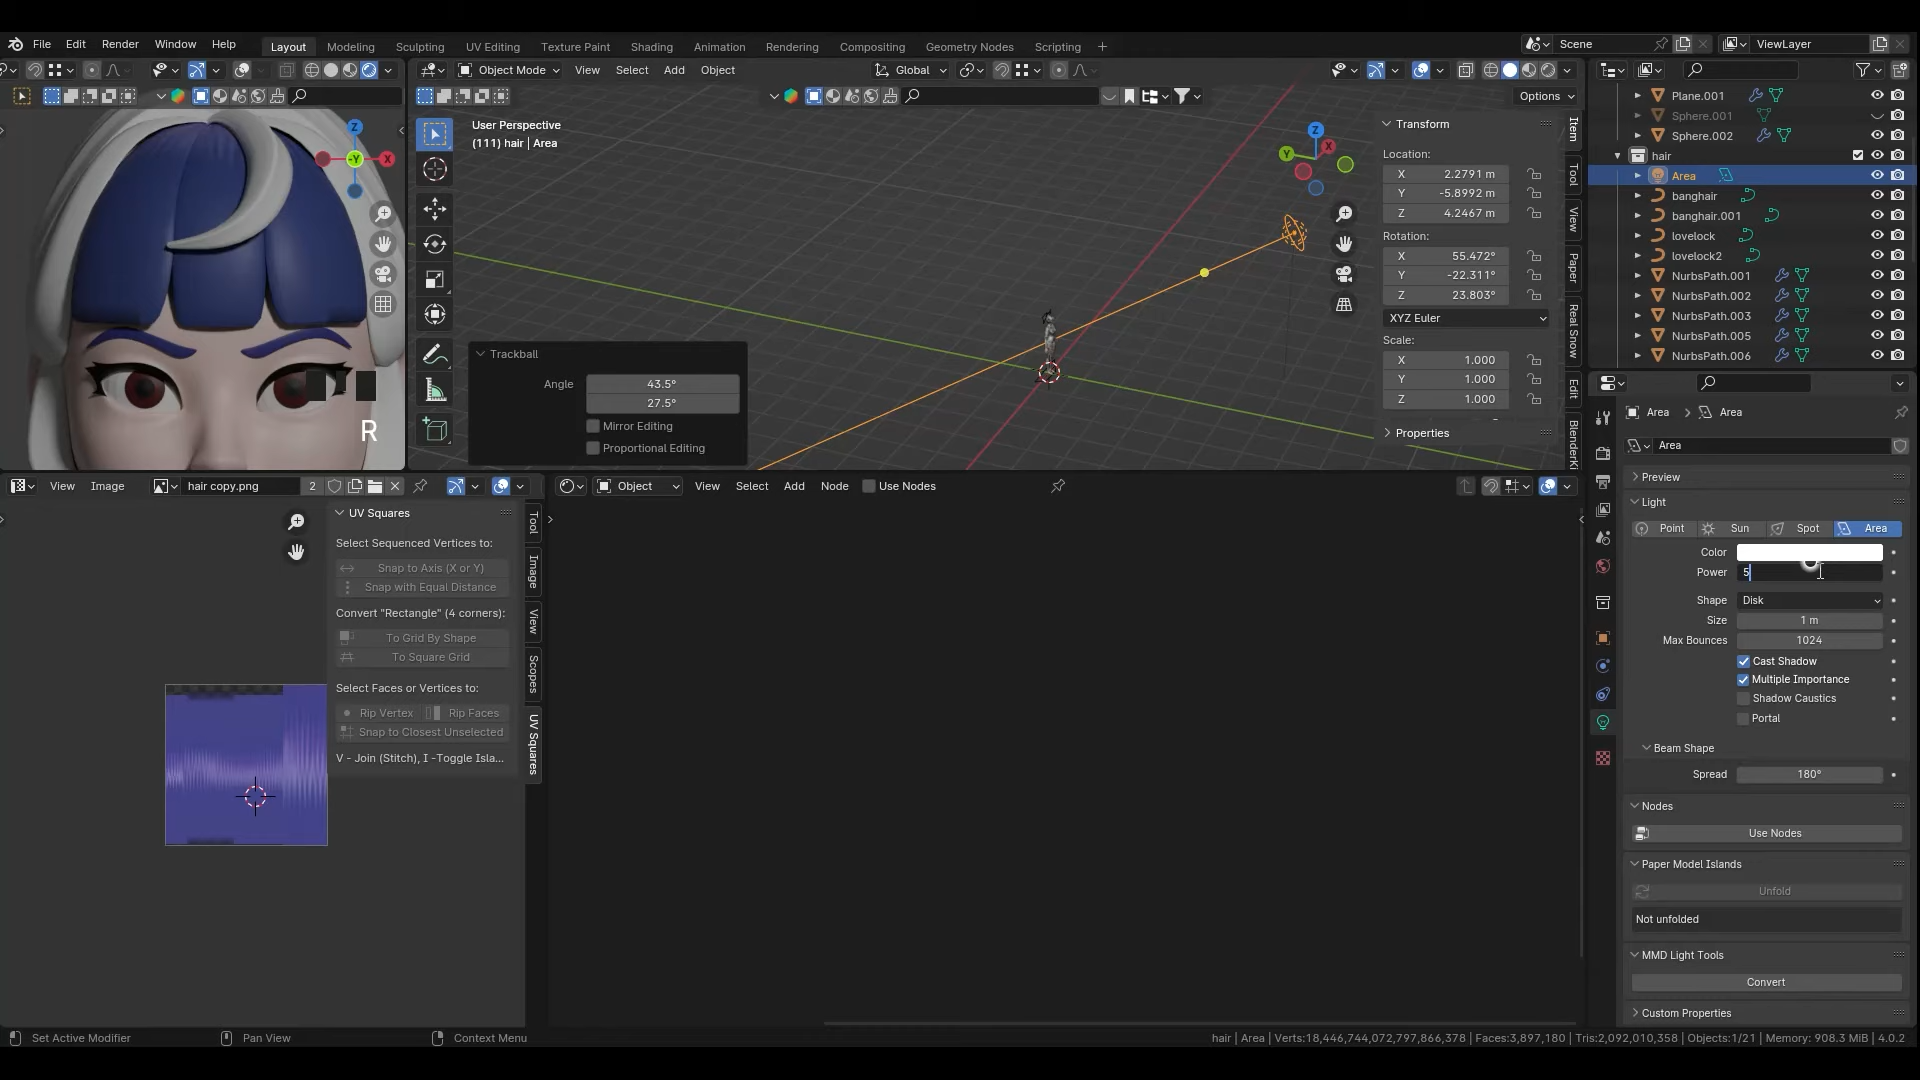 File Edit Render Window Help Layout Modeling Sculpting UV Editing Texture Paint Shading Animation Rendering Compositing Geometry Nodes Scripting + Scene ViewLayer
Object Mode View Select Add Object Global
Options
User Perspective
(111) hair | Area
Z
-Y
X
R
Z
Y
X
Trackball
Angle 43.5°
27.5°
Mirror Editing
Proportional Editing
Transform
Location:
X 2.2791 m
Y -5.8992 m
Z 4.2467 m
Rotation:
X 55.472°
Y -22.311°
Z 23.803°
XYZ Euler
Scale:
X 1.000
Y 1.000
Z 1.000
Properties
Item
Tool
View
Paper
Real Snow
Edit
BlenderKi
Plane.001
Sphere.001
Sphere.002
hair
Area
banghair
banghair.001
lovelock
lovelock2
NurbsPath.001
NurbsPath.002
NurbsPath.003
NurbsPath.005
NurbsPath.006
Area > Area
Area
Preview
Light
Point Sun Spot Area
Color
Power 5
Shape Disk
Size 1 m
Max Bounces 1024
Cast Shadow
Multiple Importance
Shadow Caustics
Portal
Beam Shape
Spread 180°
Nodes
Use Nodes
Paper Model Islands
Unfold
Not unfolded
MMD Light Tools
Convert
Custom Properties
View Image hair copy.png 2
UV Squares
Select Sequenced Vertices to:
Snap to Axis (X or Y)
Snap with Equal Distance
Convert "Rectangle" (4 corners):
To Grid By Shape
To Square Grid
Select Faces or Vertices to:
Rip Vertex Rip Faces
Snap to Closest Unselected
V - Join (Stitch), I -Toggle Isla...
Tool
Image
View
Scopes
UV Squares
Object View Select Add Node Use Nodes
Set Active Modifier Pan View Context Menu hair | Area | Verts:18,446,744,072,797,866,378 | Faces:3,897,180 | Tris:2,092,010,358 | Objects:1/21 | Memory: 908.3 MiB | 4.0.2